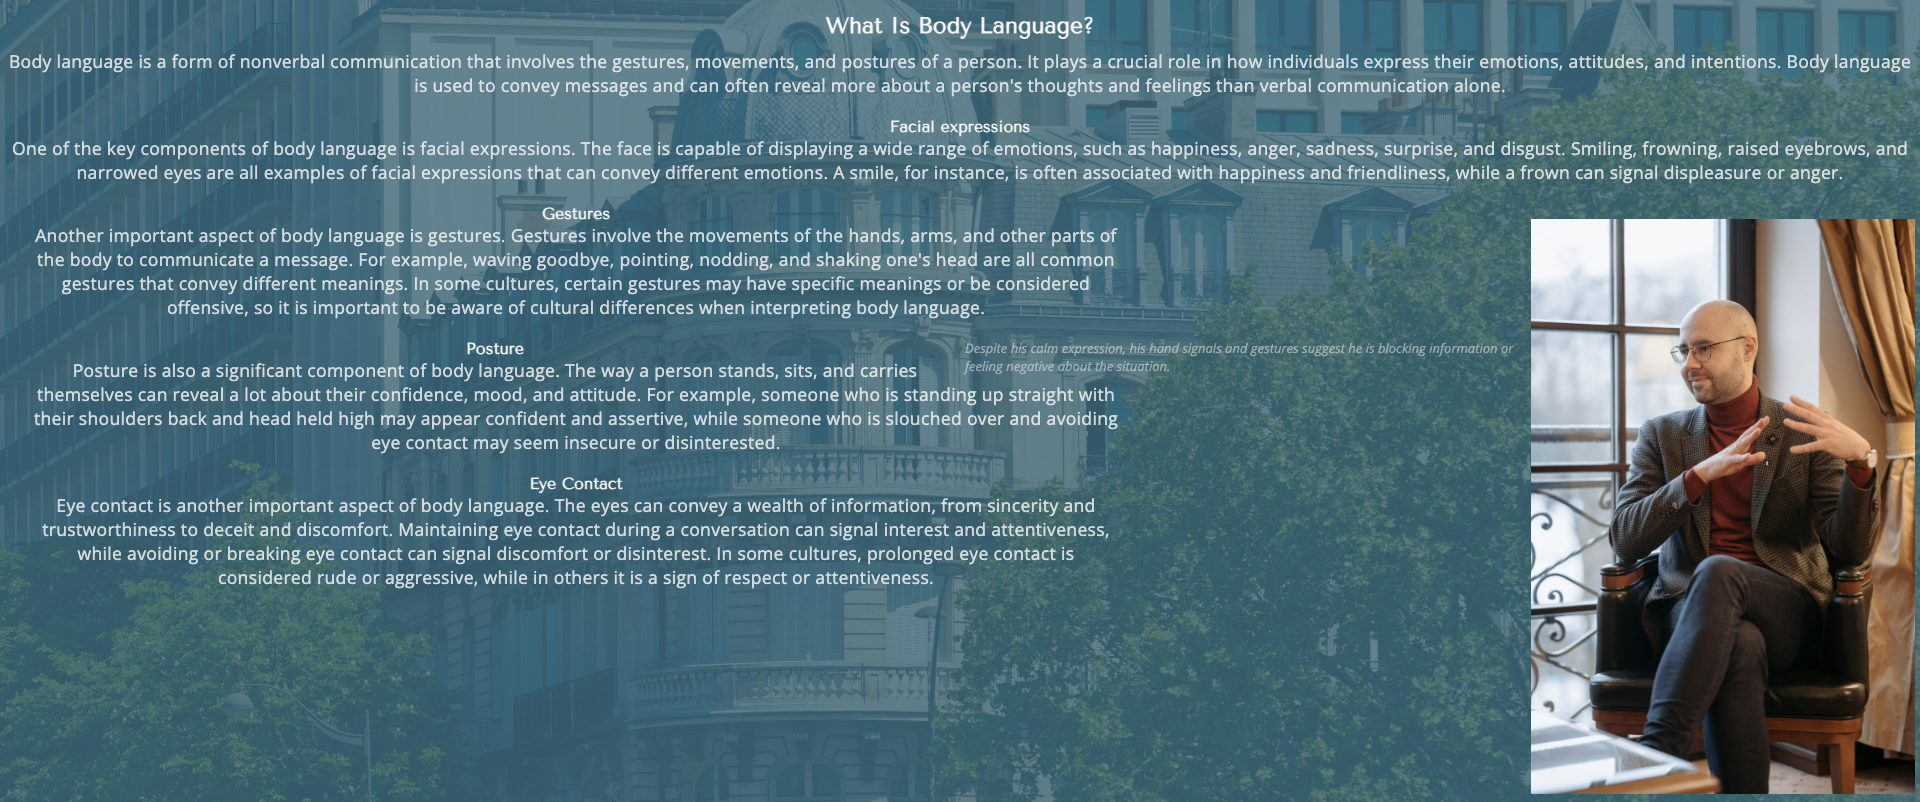 What Is Body Language?
Body language is a form of nonverbal communication that involves the gestures, movements, and postures of a person. It plays a crucial role in how individuals express their emotions, attitudes, and intentions. Body language
is used to convey messages and can often reveal more about a person's thoughts and feelings than verbal communication alone.
Facial expressions
One of the key components of body language is facial expressions. The face is capable of displaying a wide range of emotions, such as happiness, anger, sadness, surprise, and disgust. Smiling, frowning, raised eyebrows, and
narrowed eyes are all examples of facial expressions that can convey different emotions. A smile, for instance, is often associated with happiness and friendliness, while a frown can signal displeasure or anger.
Gestures
Another important aspect of body language is gestures. Gestures involve the movements of the hands, arms, and other parts of
the body to communicate a message. For example, waving goodbye, pointing, nodding, and shaking one's head are all common
gestures that convey different meanings. In some cultures, certain gestures may have specific meanings or be considered
offensive, so it is important to be aware of cultural differences when interpreting body language.
Posture
Posture is also a significant component of body language. The way a person stands, sits, and carries
themselves can reveal a lot about their confidence, mood, and attitude. For example, someone who is standing up straight with
their shoulders back and head held high may appear confident and assertive, while someone who is slouched over and avoiding
eye contact may seem insecure or disinterested.
Despite his calm expression, his hand signals and gestures suggest he is blocking information or
feeling negative about the situation.
Eye Contact
Eye contact is another important aspect of body language. The eyes can convey a wealth of information, from sincerity and
trustworthiness to deceit and discomfort. Maintaining eye contact during a conversation can signal interest and attentiveness,
while avoiding or breaking eye contact can signal discomfort or disinterest. In some cultures, prolonged eye contact is
considered rude or aggressive, while in others it is a sign of respect or attentiveness.